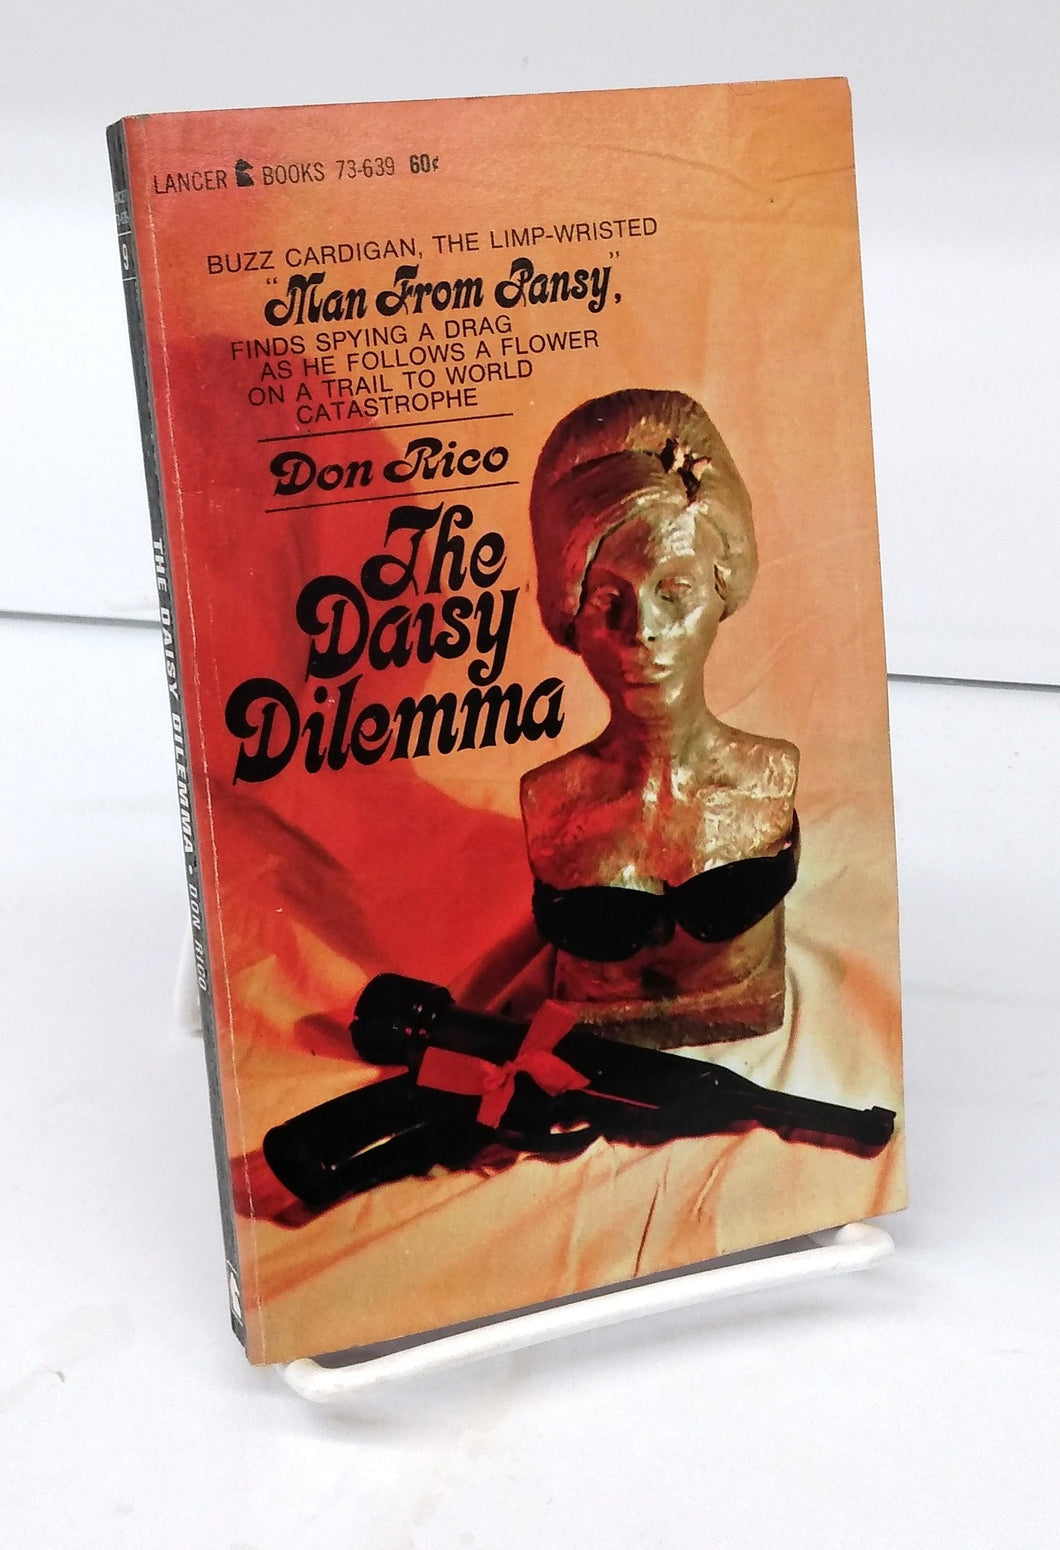 LANCER BOOKS 73-639 60¢
BUZZ CARDIGAN, THE LIMP-WRISTED
"Man From Pansy",
FINDS SPYING A DRAG
AS HE FOLLOWS A FLOWER
ON A TRAIL TO WORLD
CATASTROPHE
Don Rico
The
Daisy
Dilemma
THE DAISY DILEMMA • DON RICO